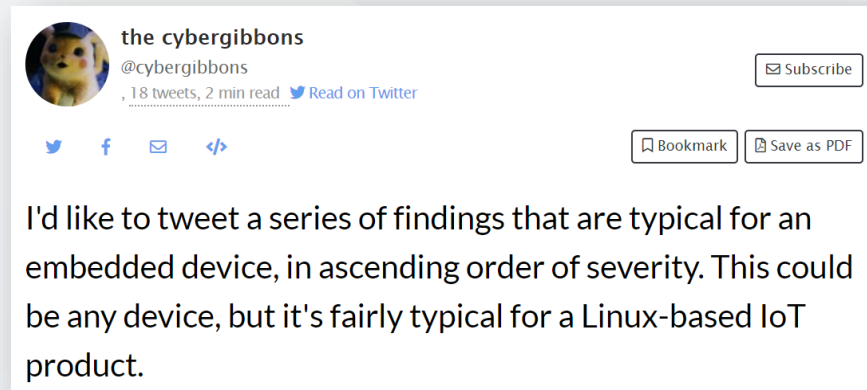 the cybergibbons
@cybergibbons
Subscribe
, 18 tweets, 2 min read Read on Twitter
Bookmark Save as PDF
I'd like to tweet a series of findings that are typical for an
embedded device, in ascending order of severity. This could
be any device, but it's fairly typical for a Linux-based IoT
product.